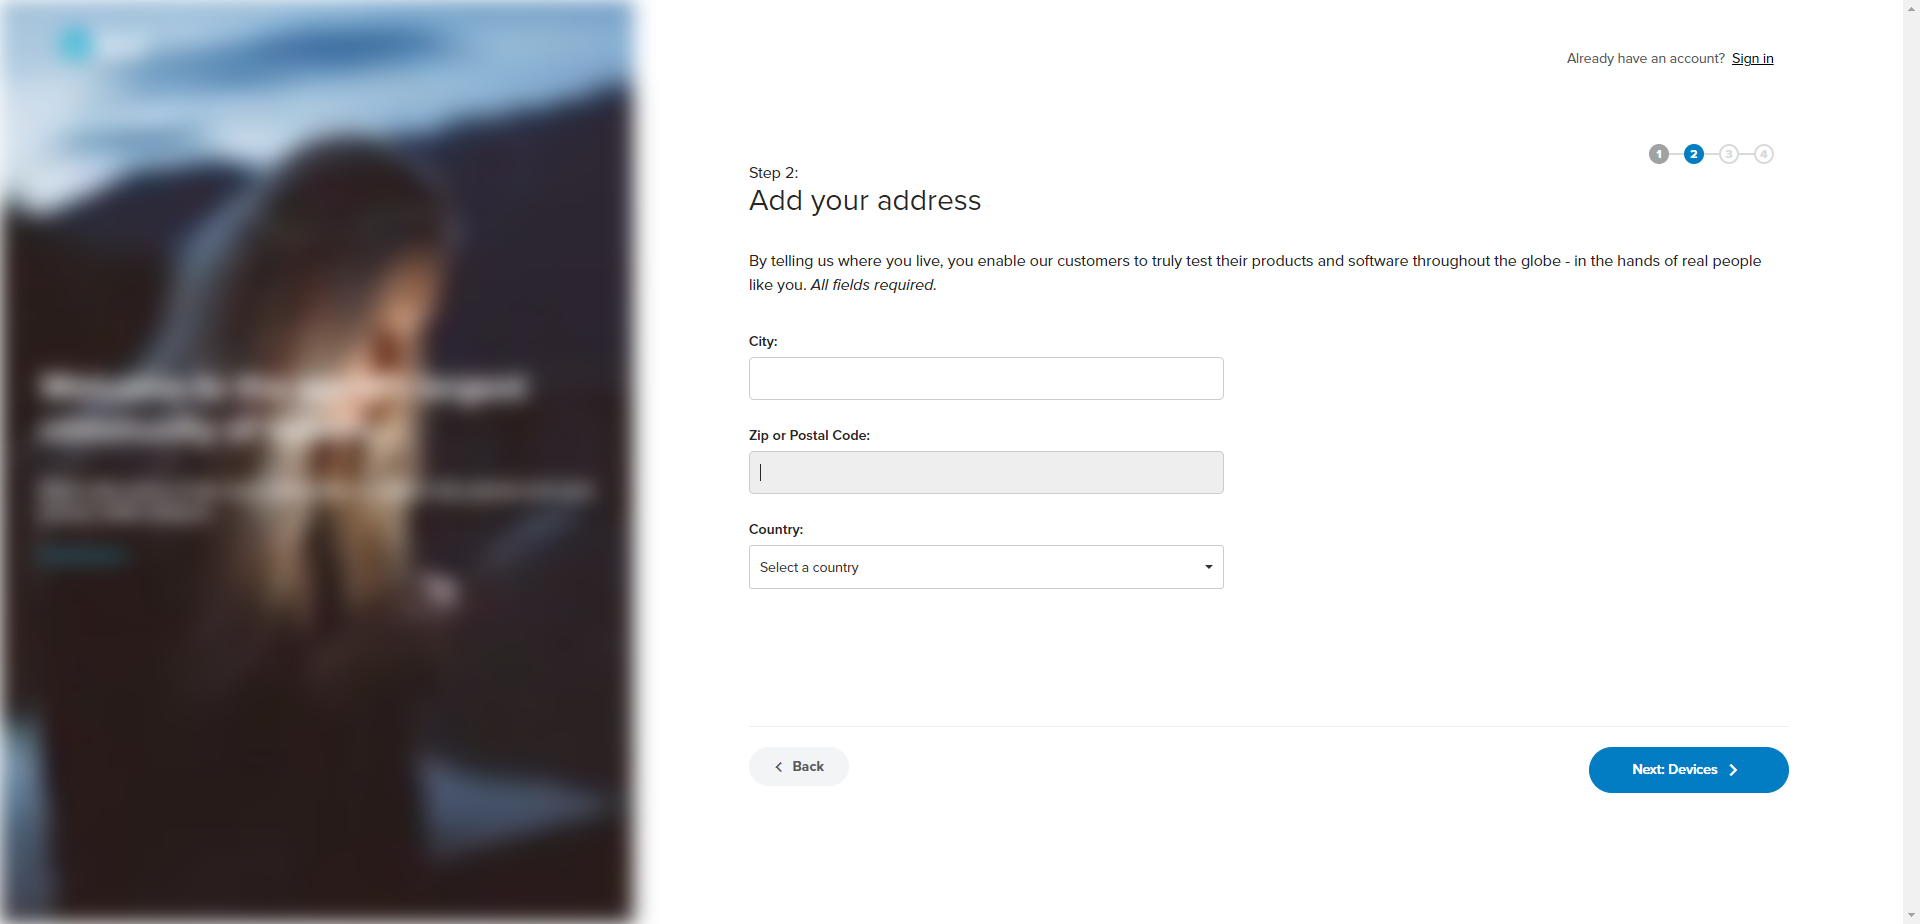 Already have an account? Sign in
1 2 3 4
Step 2:
Add your address
By telling us where you live, you enable our customers to truly test their products and software throughout the globe - in the hands of real people
like you. All fields required.
City:
Zip or Postal Code:
Country:
Select a country
Back
Next: Devices